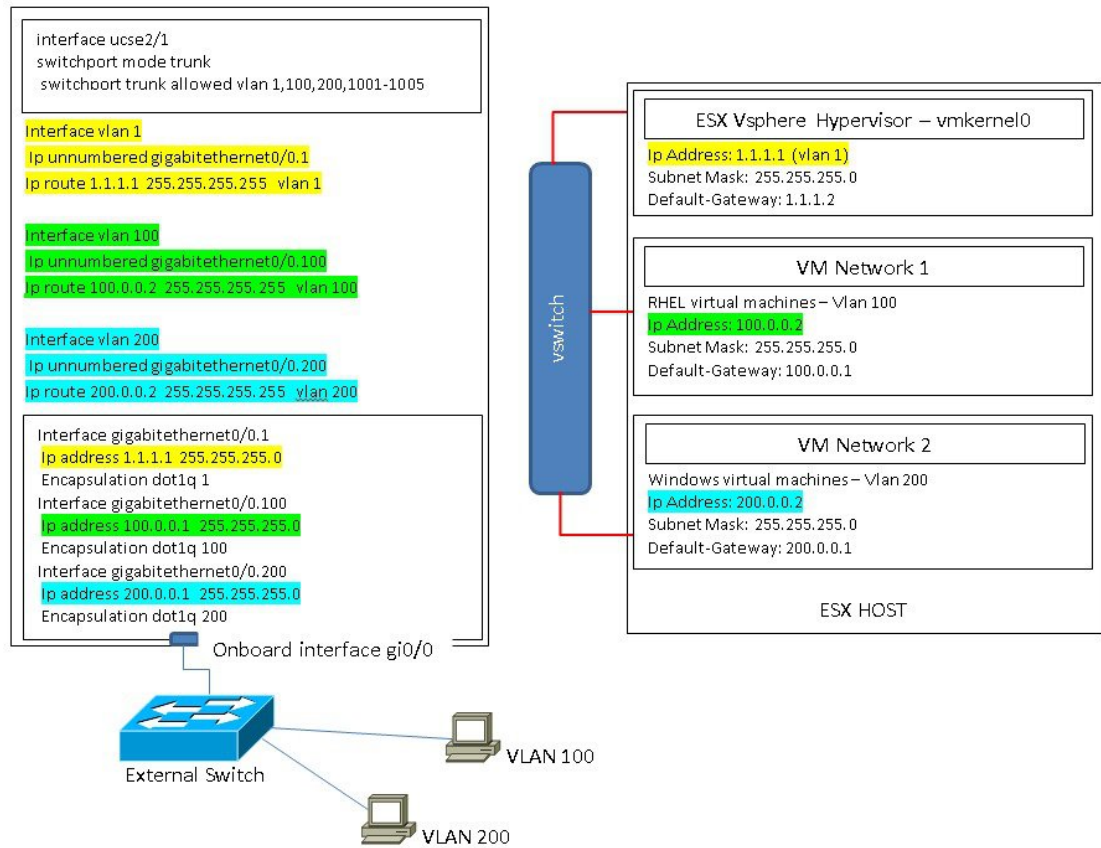 interface ucse2/1
switchport mode trunk
switchport trunk allowed vlan 1,100,200,1001-1005
Interface vlan 1
Ip unnumbered gigabitethernet0/0.1
Ip route 1.1.1.1 255.255.255.255 vlan 1
Interface vlan 100
Ip unnumbered gigabitethernet0/0.100
Ip route 100.0.0.2 255.255.255.255 vlan 100
Interface vlan 200
Ip unnumbered gigabitethernet0/0.200
Ip route 200.0.0.2 255.255.255.255 vlan 200
Interface gigabitethernet0/0.1
Ip address 1.1.1.1 255.255.255.0
Encapsulation dot1q 1
Interface gigabitethernet0/0.100
Ip address 100.0.0.1 255.255.255.0
Encapsulation dot1q 100
Interface gigabitethernet0/0.200
Ip address 200.0.0.1 255.255.255.0
Encapsulation dot1q 200
Onboard interface gi0/0
External Switch
VLAN 100
VLAN 200
vswitch
ESX Vsphere Hypervisor – vmkernel0
Ip Address: 1.1.1.1 (vlan 1)
Subnet Mask: 255.255.255.0
Default-Gateway: 1.1.1.2
VM Network 1
RHEL virtual machines – Vlan 100
Ip Address: 100.0.0.2
Subnet Mask: 255.255.255.0
Default-Gateway: 100.0.0.1
VM Network 2
Windows virtual machines – Vlan 200
Ip Address: 200.0.0.2
Subnet Mask: 255.255.255.0
Default-Gateway: 200.0.0.1
ESX HOST